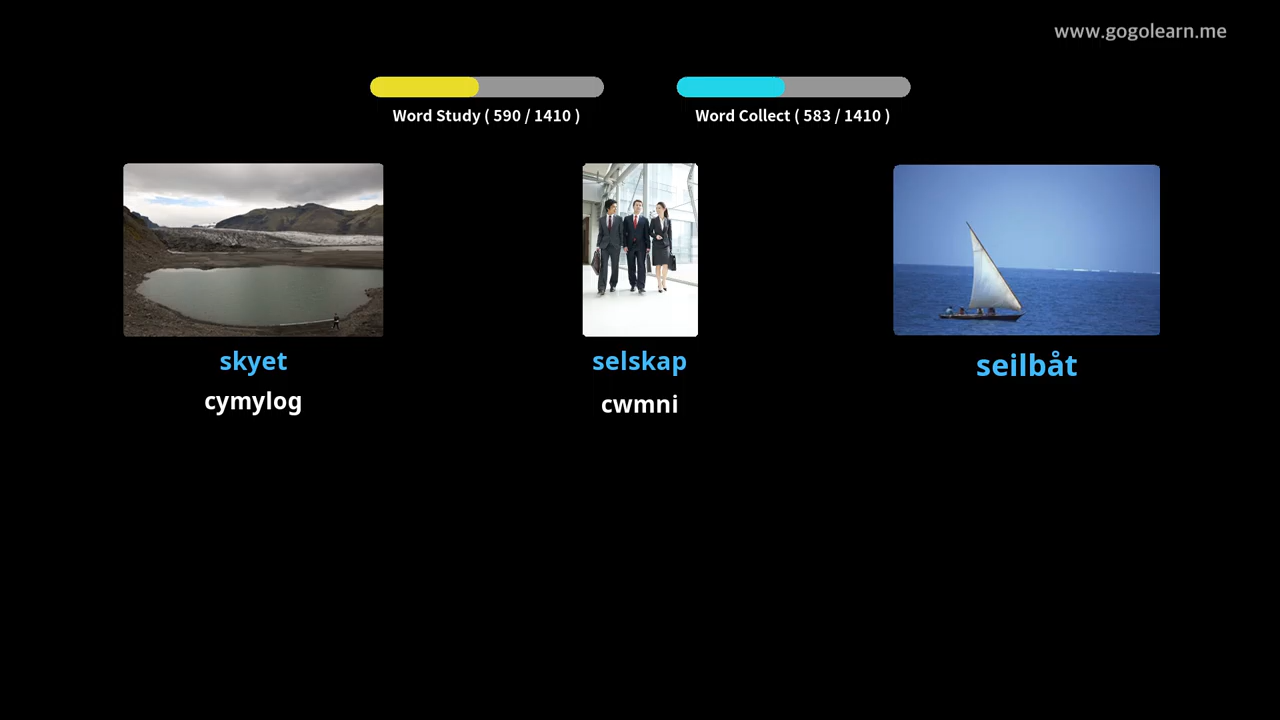 www.gogolearn.me
Word Study ( 590 / 1410 )
Word Collect ( 583 / 1410 )
skyet
cymylog
selskap
cwmni
seilbåt